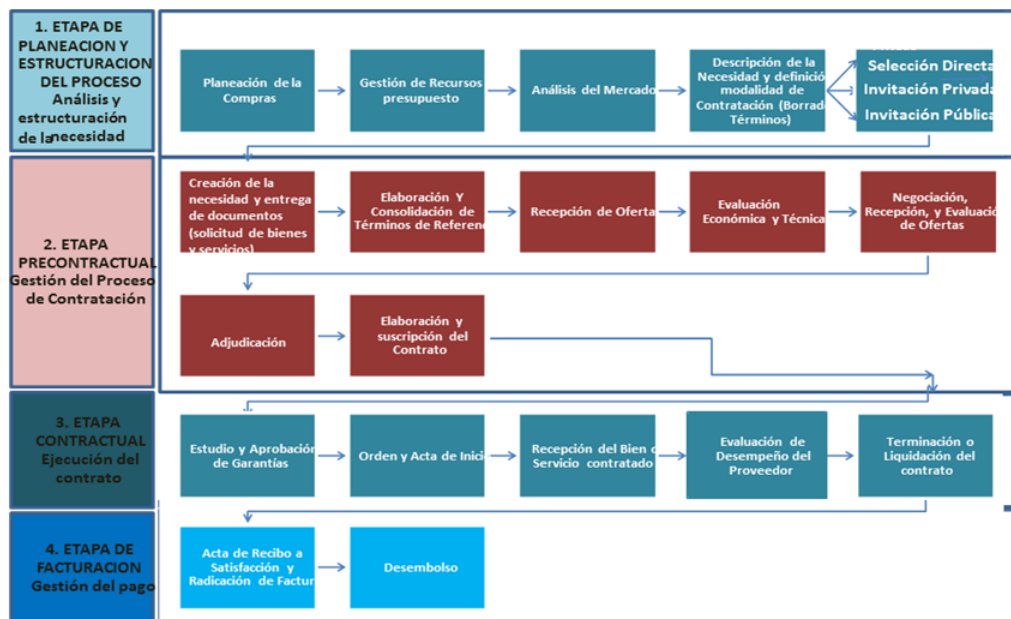 1. ETAPA DE
PLANEACION Y
ESTRUCTURACION
DEL PROCESO
Análisis y
estructuración
de la necesidad
Planeación de la
Compras
Gestión de Recursos
presupuesto
Análisis del Mercado
Descripción de la
Necesidad y definició
modalidad de
Contratación (Borrado
Términos)
Selección Directa
Invitación Privada
Invitación Pública
2. ETAPA
PRECONTRACTUAL
Gestión del Proceso
de Contratación
Creación de la
necesidad y entrega
de documentos
(solicitud de bienes
y servicios)
Elaboración Y
Consolidación de
Términos de Referenc
Recepción de Oferta
Evaluación
Económica y Técnica
Negociación,
Recepción, y Evaluació
de Ofertas
Adjudicación
Elaboración y
suscripción del
Contrato
3. ETAPA
CONTRACTUAL
Ejecución del
contrato
Estudio y Aprobación
de Garantías
Orden y Acta de Inici
Recepción del Bien o
Servicio contratado
Evaluación de
Desempeño del
Proveedor
Terminación o
Liquidación del
contrato
4. ETAPA DE
FACTURACION
Gestión del pago
Acta de Recibo a
Satisfacción y
Radicación de Factur
Desembolso